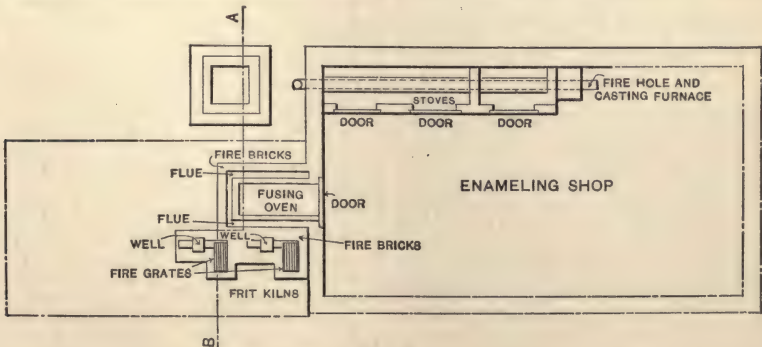 A
FIRE HOLE AND
CASTING FURNACE
STOVES
DOOR
DOOR
DOOR
FIRE BRICKS
FLUE
FUSING
OVEN
DOOR
ENAMELING SHOP
FLUE
WELL
WELL
FIRE BRICKS
FIRE GRATES
FRIT KILNS
B